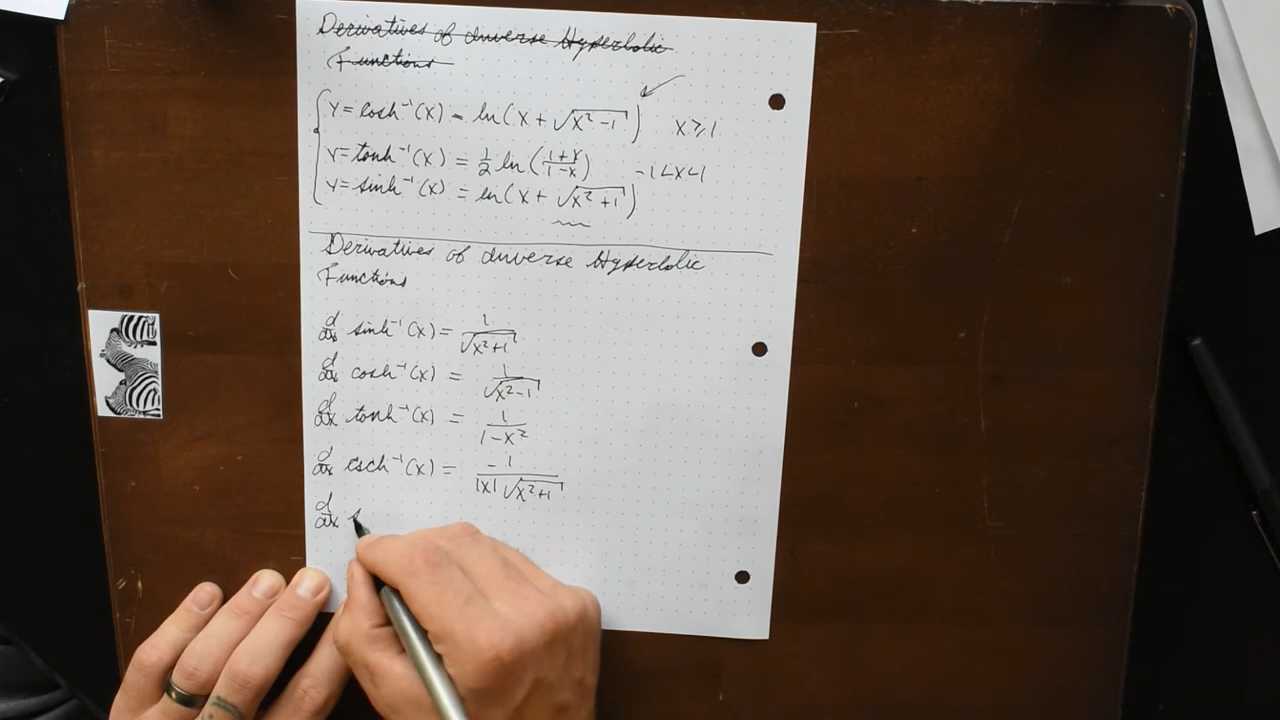 Derivatives of Inverse Hyperbolic
Functions
y = cosh⁻¹(x) = ln(x + √(x²-1)) x ≥ 1
y = tanh⁻¹(x) = 1/2 ln((1+x)/(1-x)) -1<x<1
y = sinh⁻¹(x) = ln(x + √(x²+1))
Derivatives of Inverse Hyperbolic
Functions
d/dx sinh⁻¹(x) = 1/√(x²+1)
d/dx cosh⁻¹(x) = 1/√(x²-1)
d/dx tanh⁻¹(x) = 1/(1-x²)
d/dx csch⁻¹(x) = -1/(|x|√(x²+1))
d/dx s